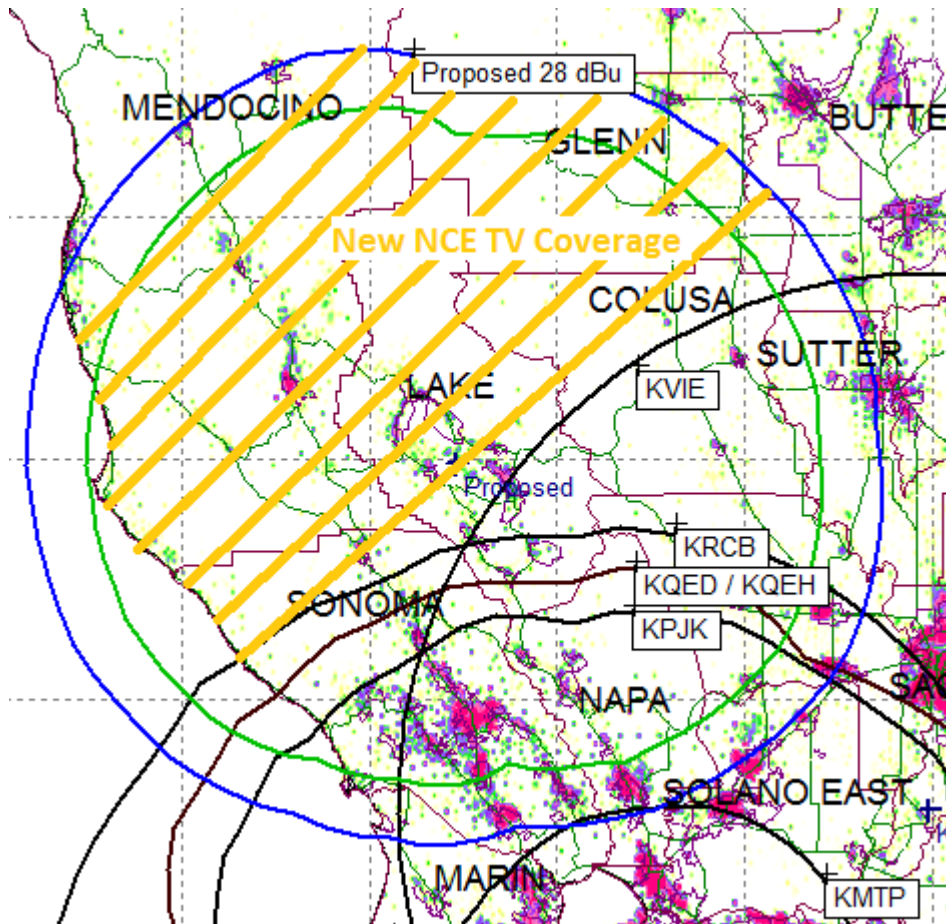 Proposed 28 dBu
MENDOCINO
BUTTE
GLENN
New NCE TV Coverage
COLUSA
SUTTER
LAKE
KVIE
Proposed
KRCB
KQED / KQEH
SONOMA
KPJK
NAPA
SAC
SOLANO EAST
K
MARIN
KMTP